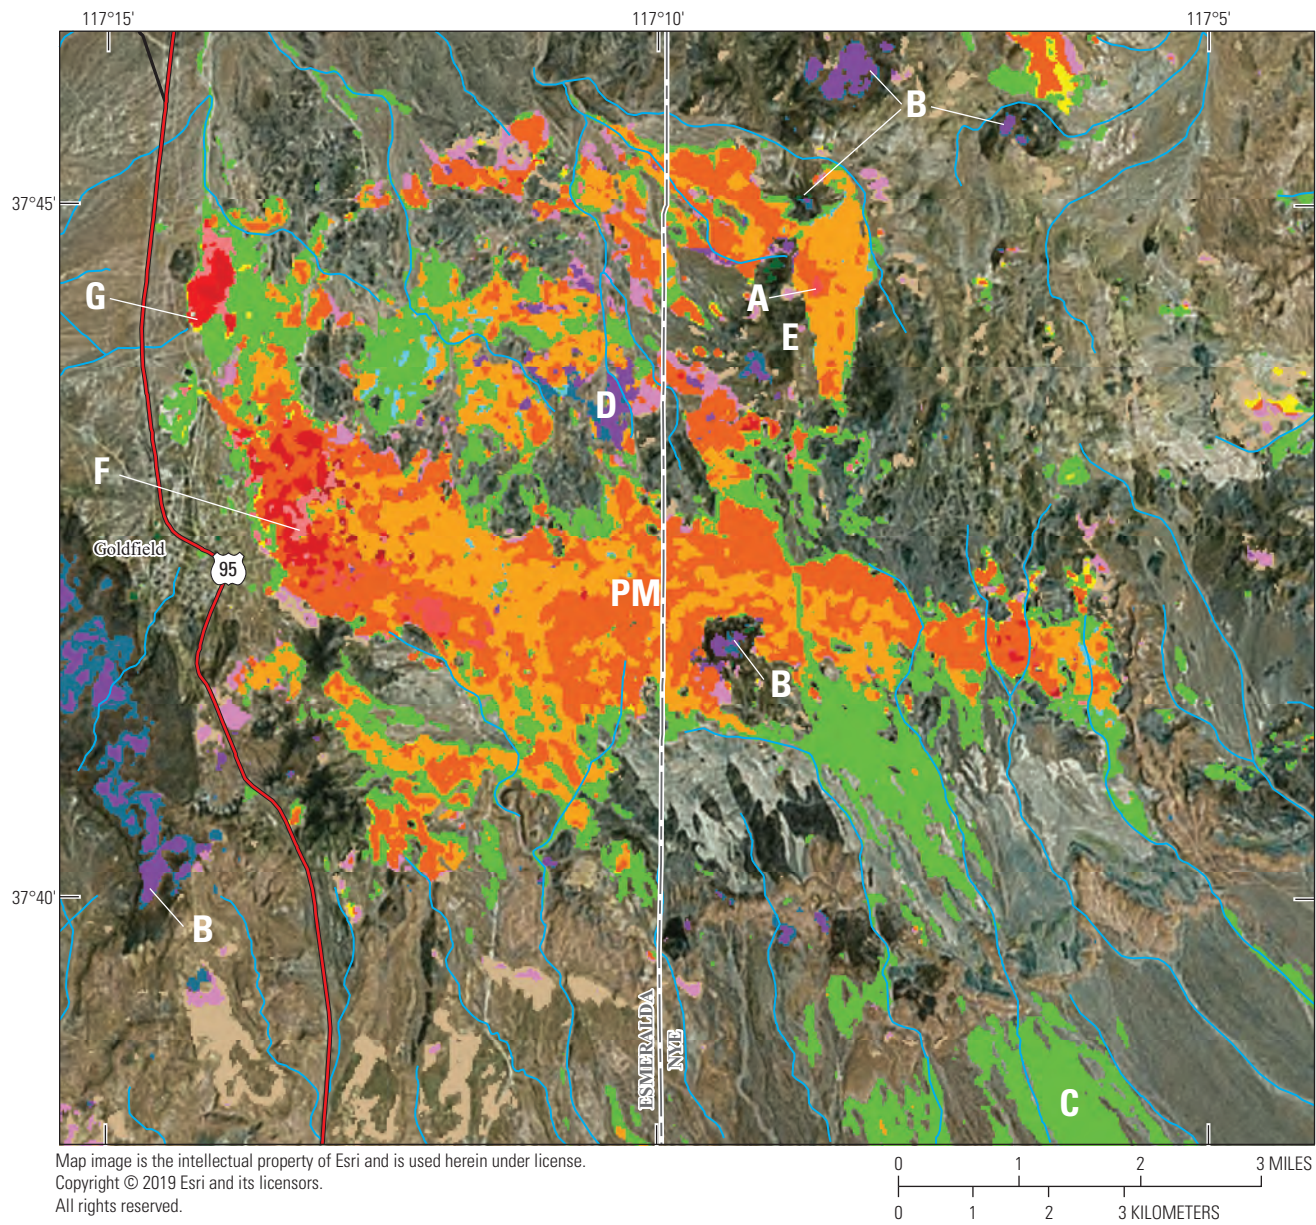 117°15'
117°10'
117°5'
B
37°45'
G
A
E
D
F
Goldfield
95
PM
B
37°40'
B
ESMERALDA
NYE
C
Map image is the intellectual property of Esri and is used herein under license.
Copyright © 2019 Esri and its licensors.
All rights reserved.
0 1 2 3 MILES
0 1 2 3 KILOMETERS